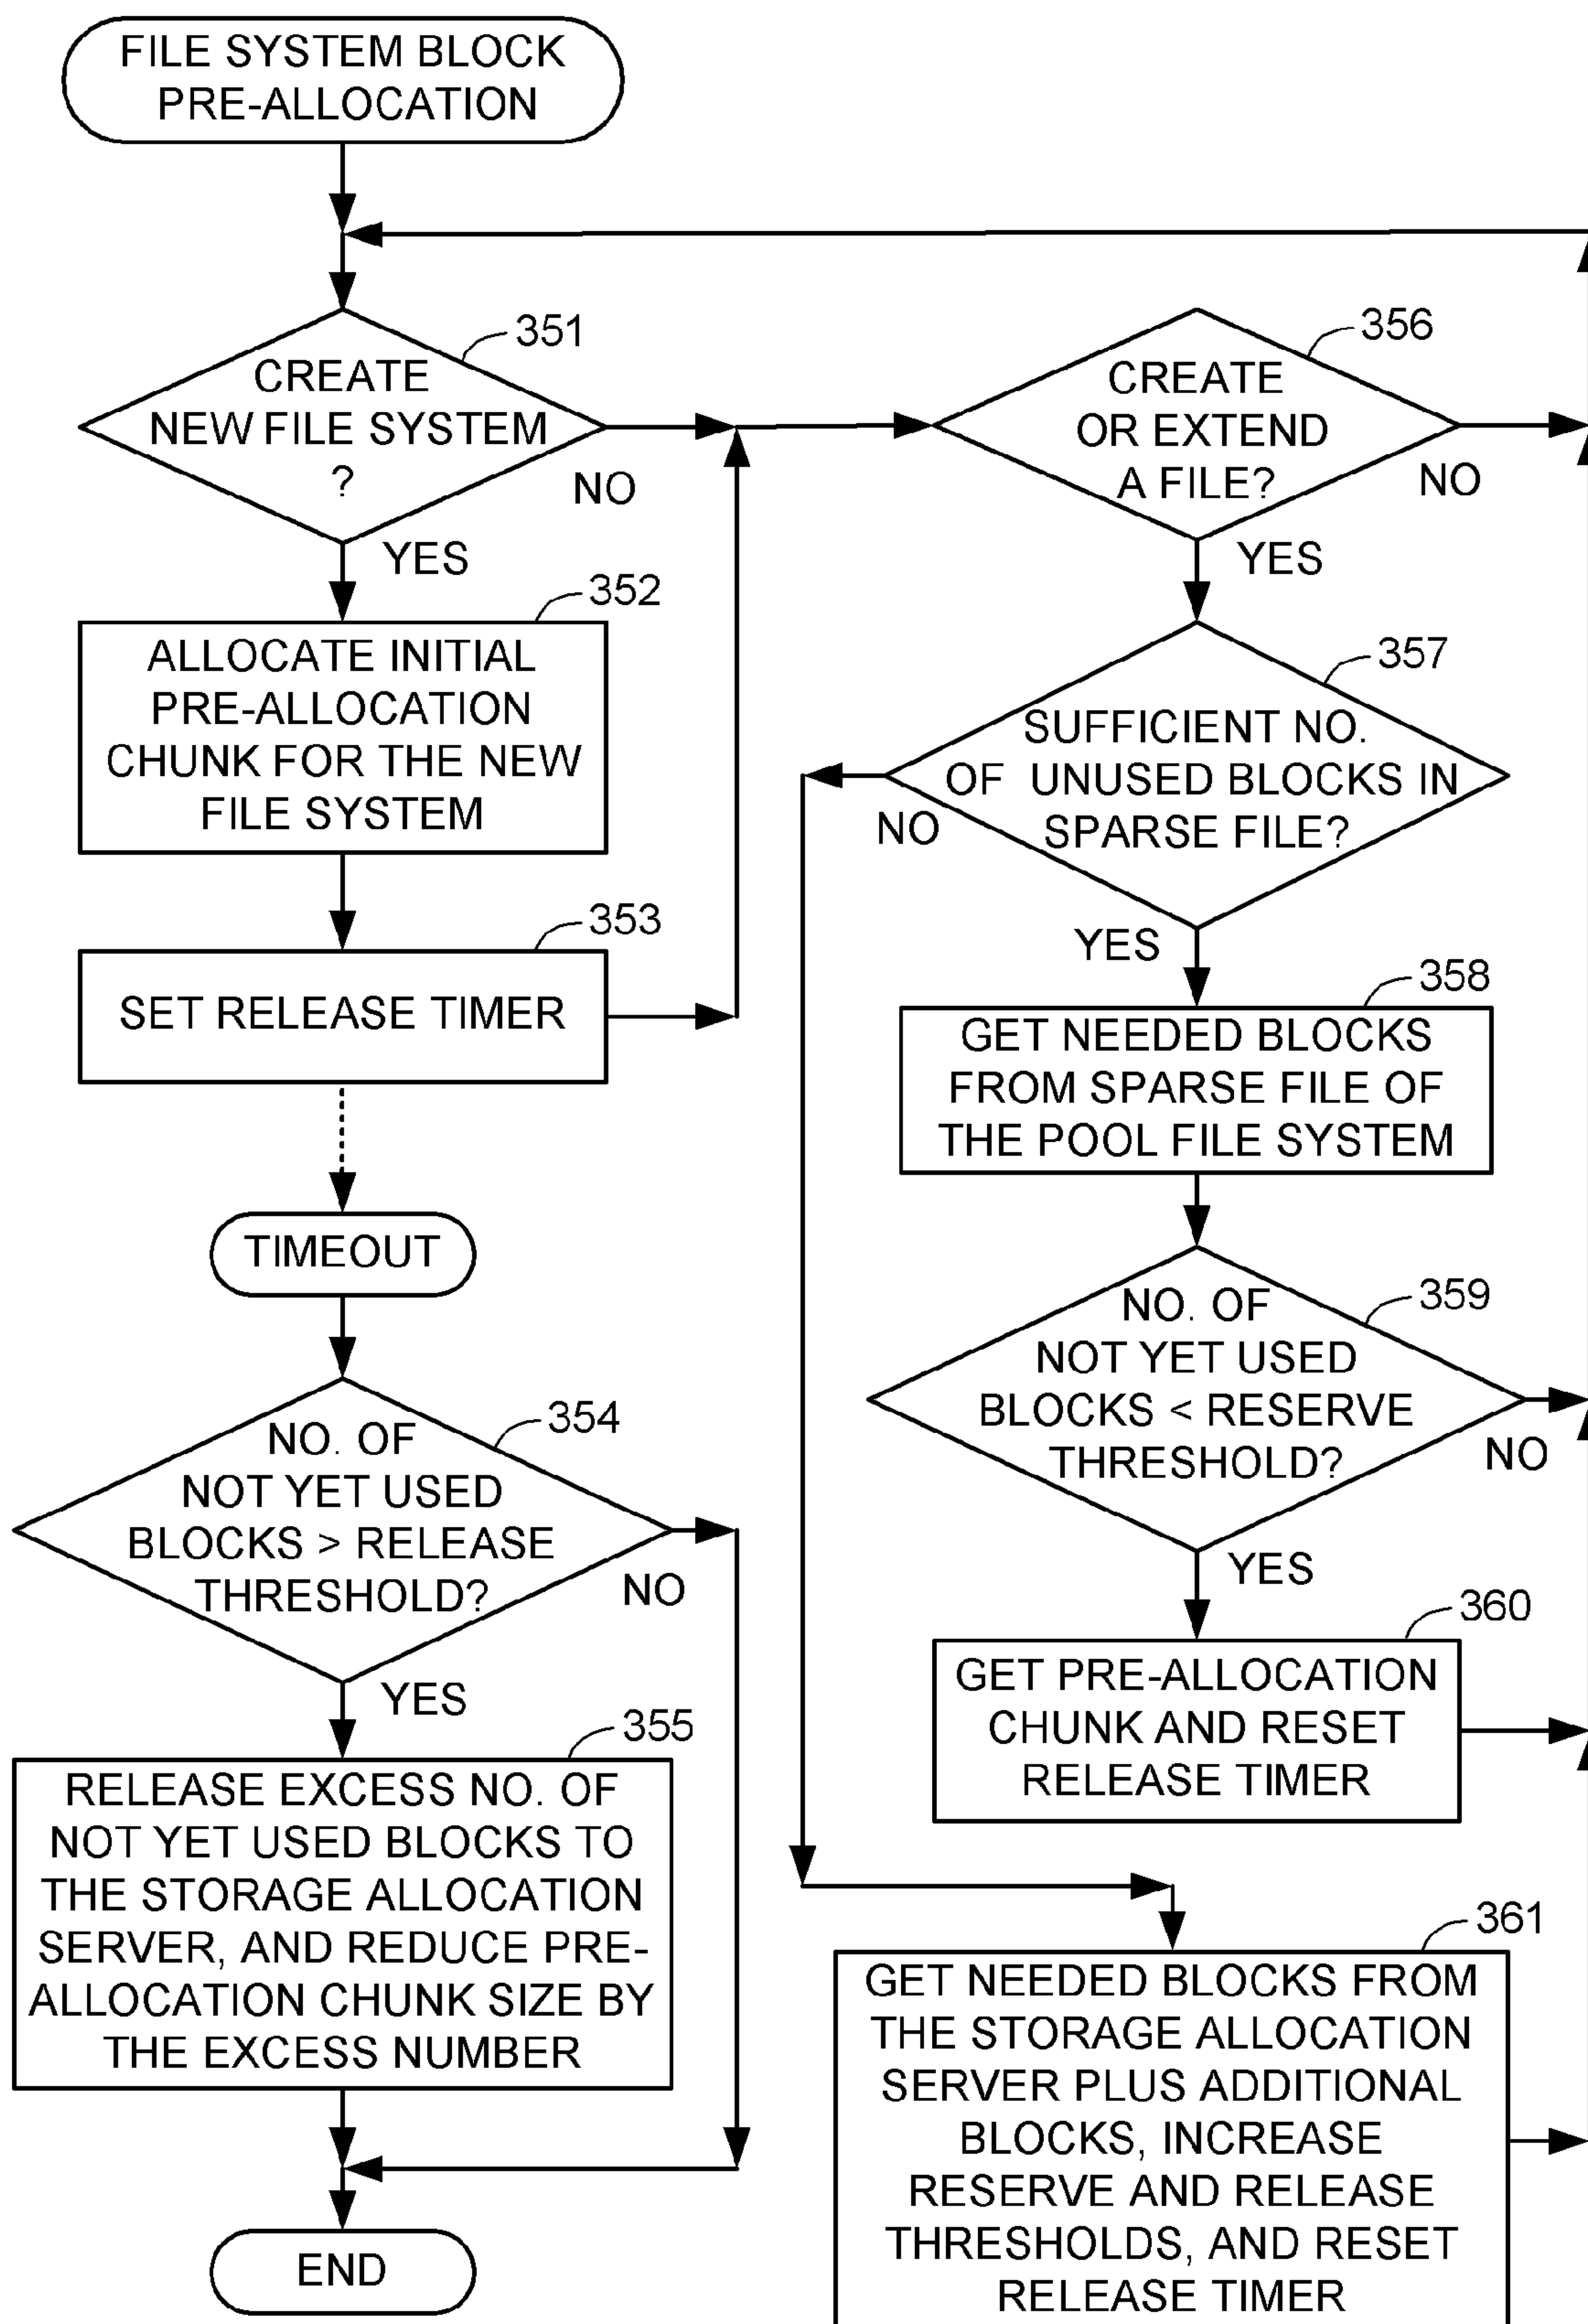 FILE SYSTEM BLOCK
PRE-ALLOCATION
351
CREATE
NEW FILE SYSTEM
?
NO
YES
352
ALLOCATE INITIAL
PRE-ALLOCATION
CHUNK FOR THE NEW
FILE SYSTEM
353
SET RELEASE TIMER
TIMEOUT
354
NO. OF
NOT YET USED
BLOCKS > RELEASE
THRESHOLD?
NO
YES
355
RELEASE EXCESS NO. OF
NOT YET USED BLOCKS TO
THE STORAGE ALLOCATION
SERVER, AND REDUCE PRE-
ALLOCATION CHUNK SIZE BY
THE EXCESS NUMBER
END
356
CREATE
OR EXTEND
A FILE?
NO
YES
357
SUFFICIENT NO.
OF UNUSED BLOCKS IN
SPARSE FILE?
NO
YES
358
GET NEEDED BLOCKS
FROM SPARSE FILE OF
THE POOL FILE SYSTEM
359
NO. OF
NOT YET USED
BLOCKS < RESERVE
THRESHOLD?
NO
YES
360
GET PRE-ALLOCATION
CHUNK AND RESET
RELEASE TIMER
361
GET NEEDED BLOCKS FROM
THE STORAGE ALLOCATION
SERVER PLUS ADDITIONAL
BLOCKS, INCREASE
RESERVE AND RELEASE
THRESHOLDS, AND RESET
RELEASE TIMER